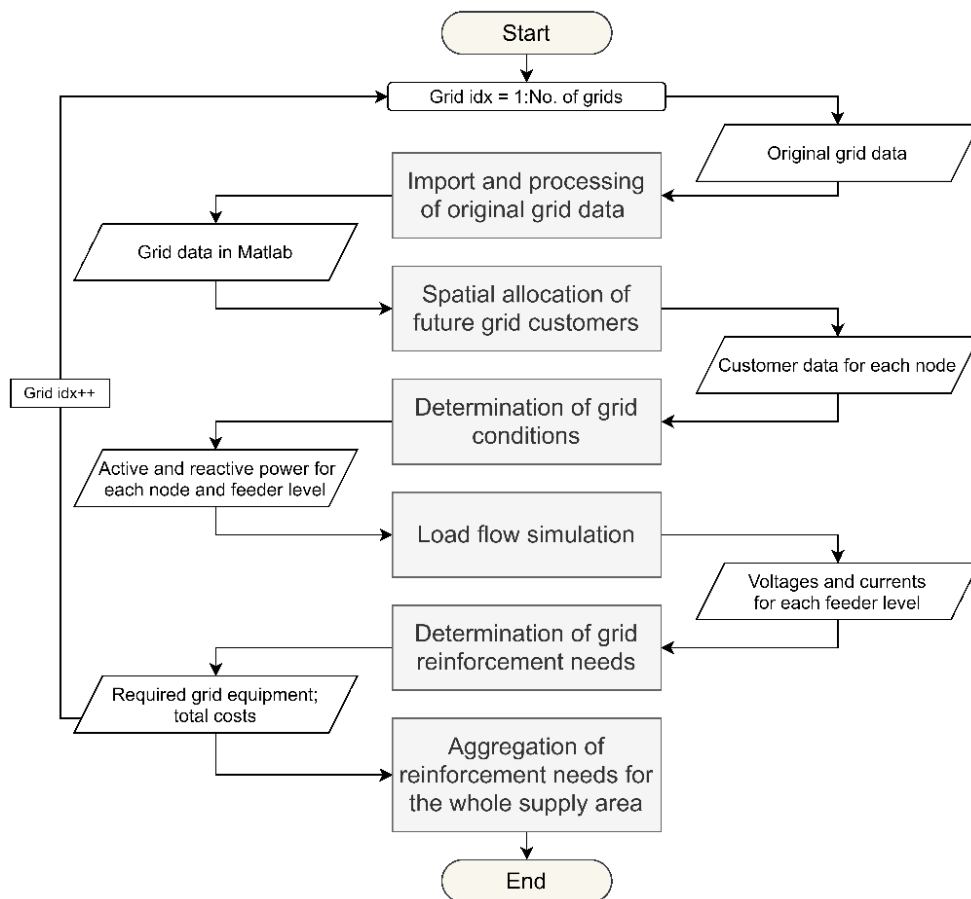 Start
Grid idx = 1:No. of grids
Original grid data
Import and processing
of original grid data
Grid data in Matlab
Spatial allocation of
future grid customers
Customer data for each node
Grid idx++
Determination of grid
conditions
Active and reactive power for
each node and feeder level
Load flow simulation
Voltages and currents
for each feeder level
Determination of grid
reinforcement needs
Required grid equipment;
total costs
Aggregation of
reinforcement needs for
the whole supply area
End